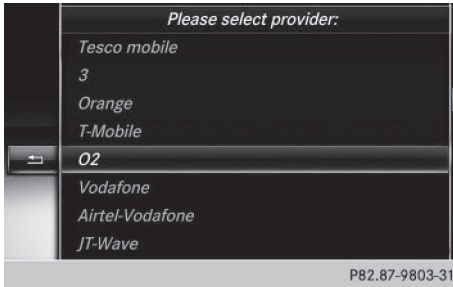 Please select provider:
Tesco mobile
3
Orange
T-Mobile
O2
Vodafone
Airtel-Vodafone
JT-Wave
P82.87-9803-31